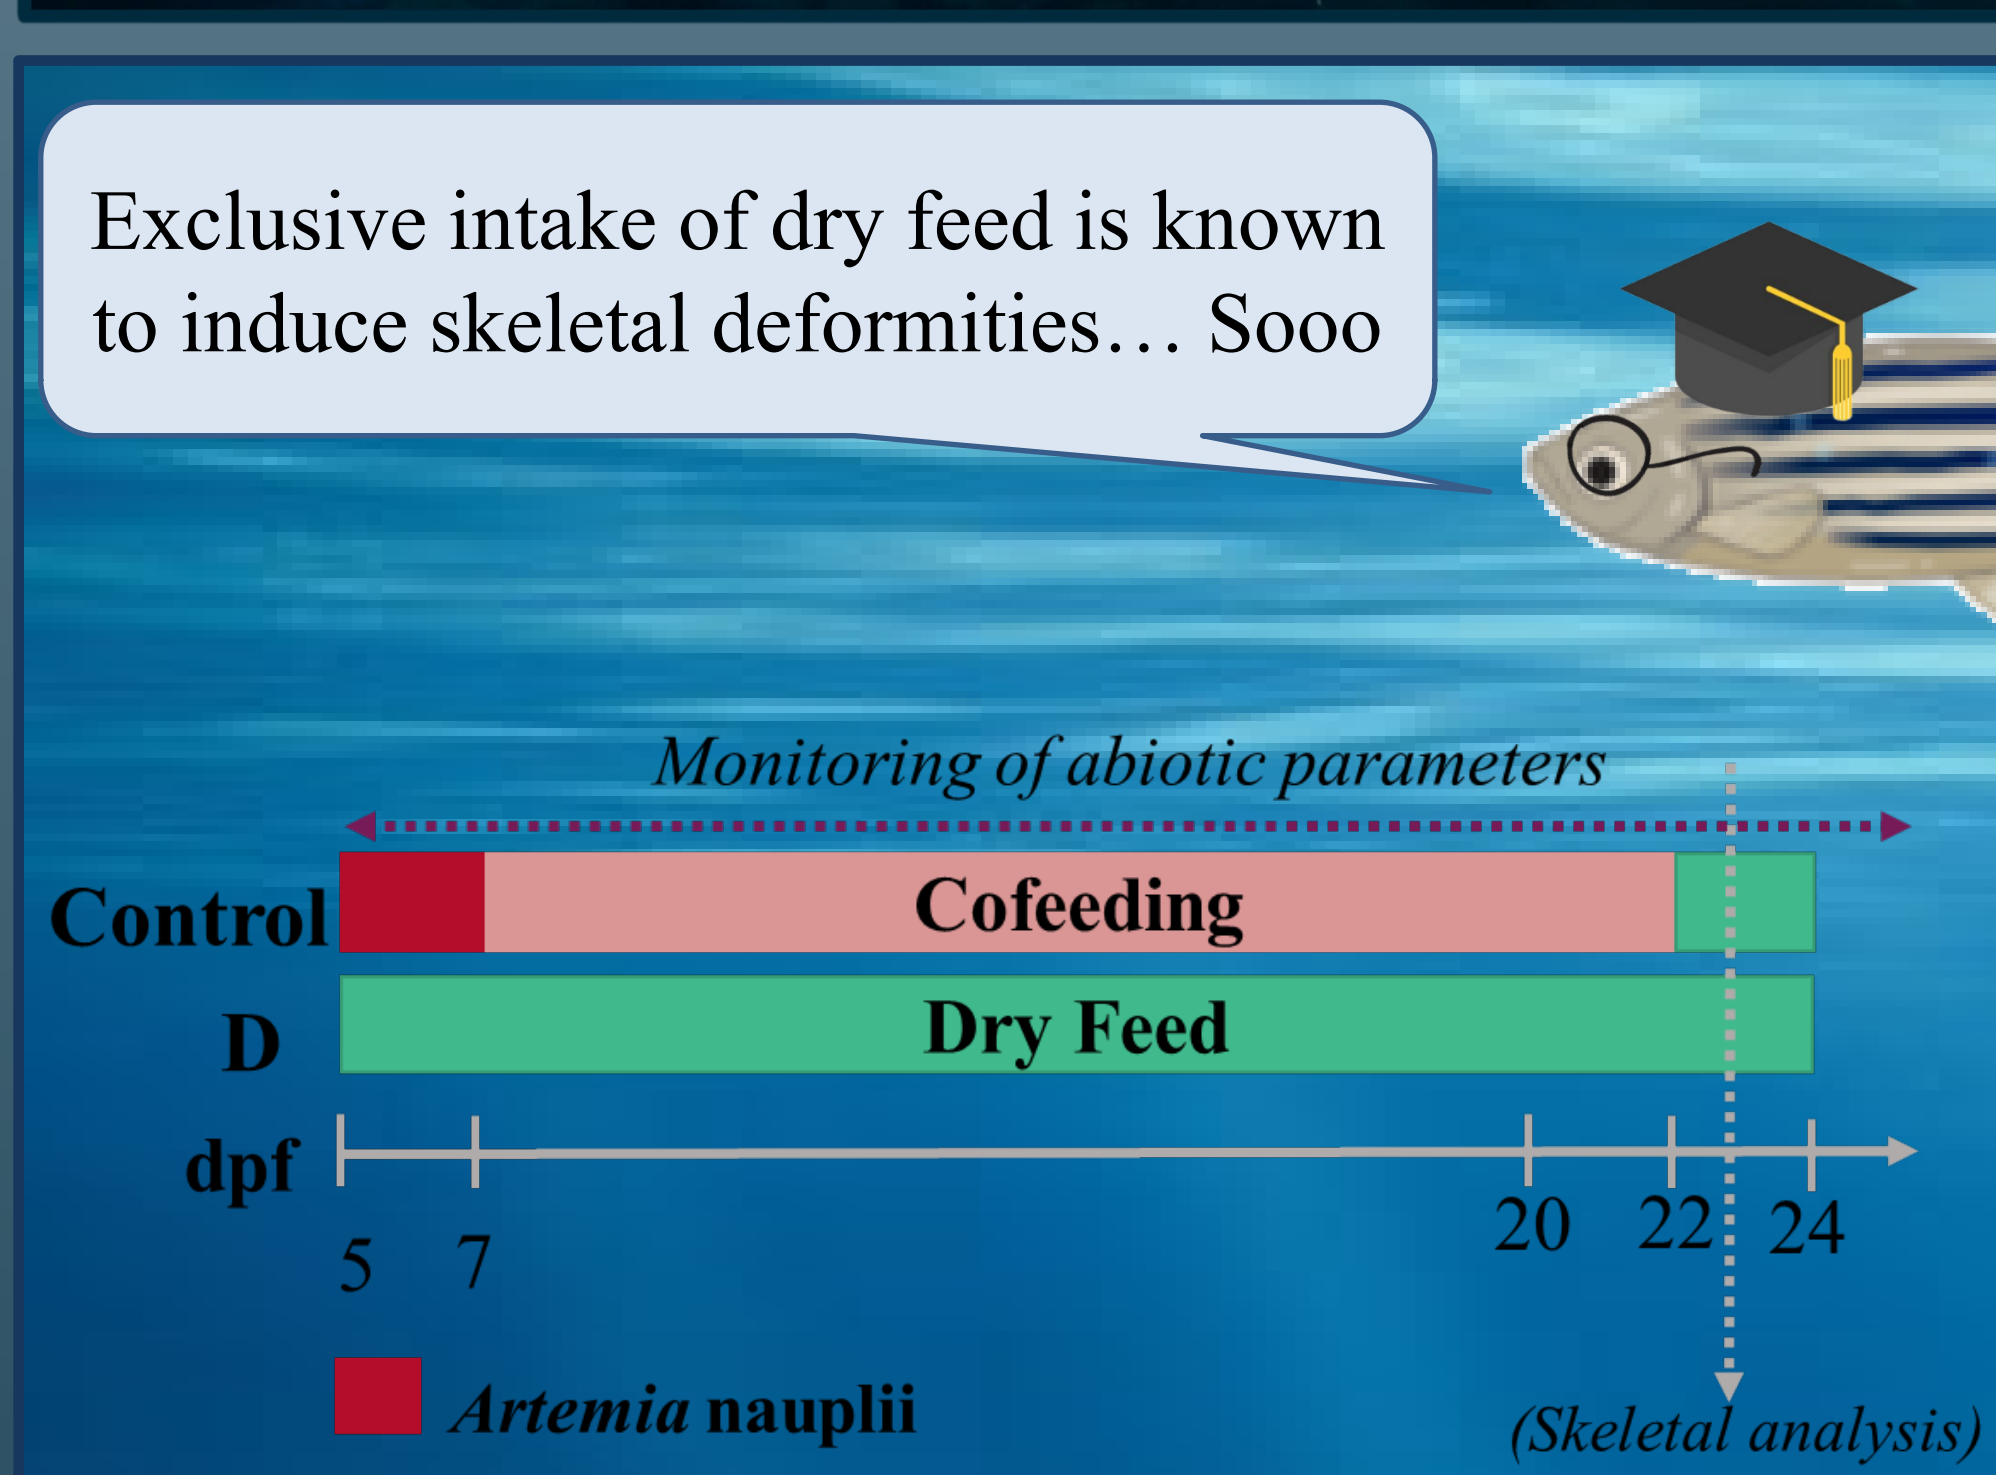 Exclusive intake of dry feed is known
to induce skeletal deformities… Sooo
Monitoring of abiotic parameters
Control
Cofeeding
D
Dry Feed
dpf
5 7 20 22 24
Artemia nauplii
(Skeletal analysis)